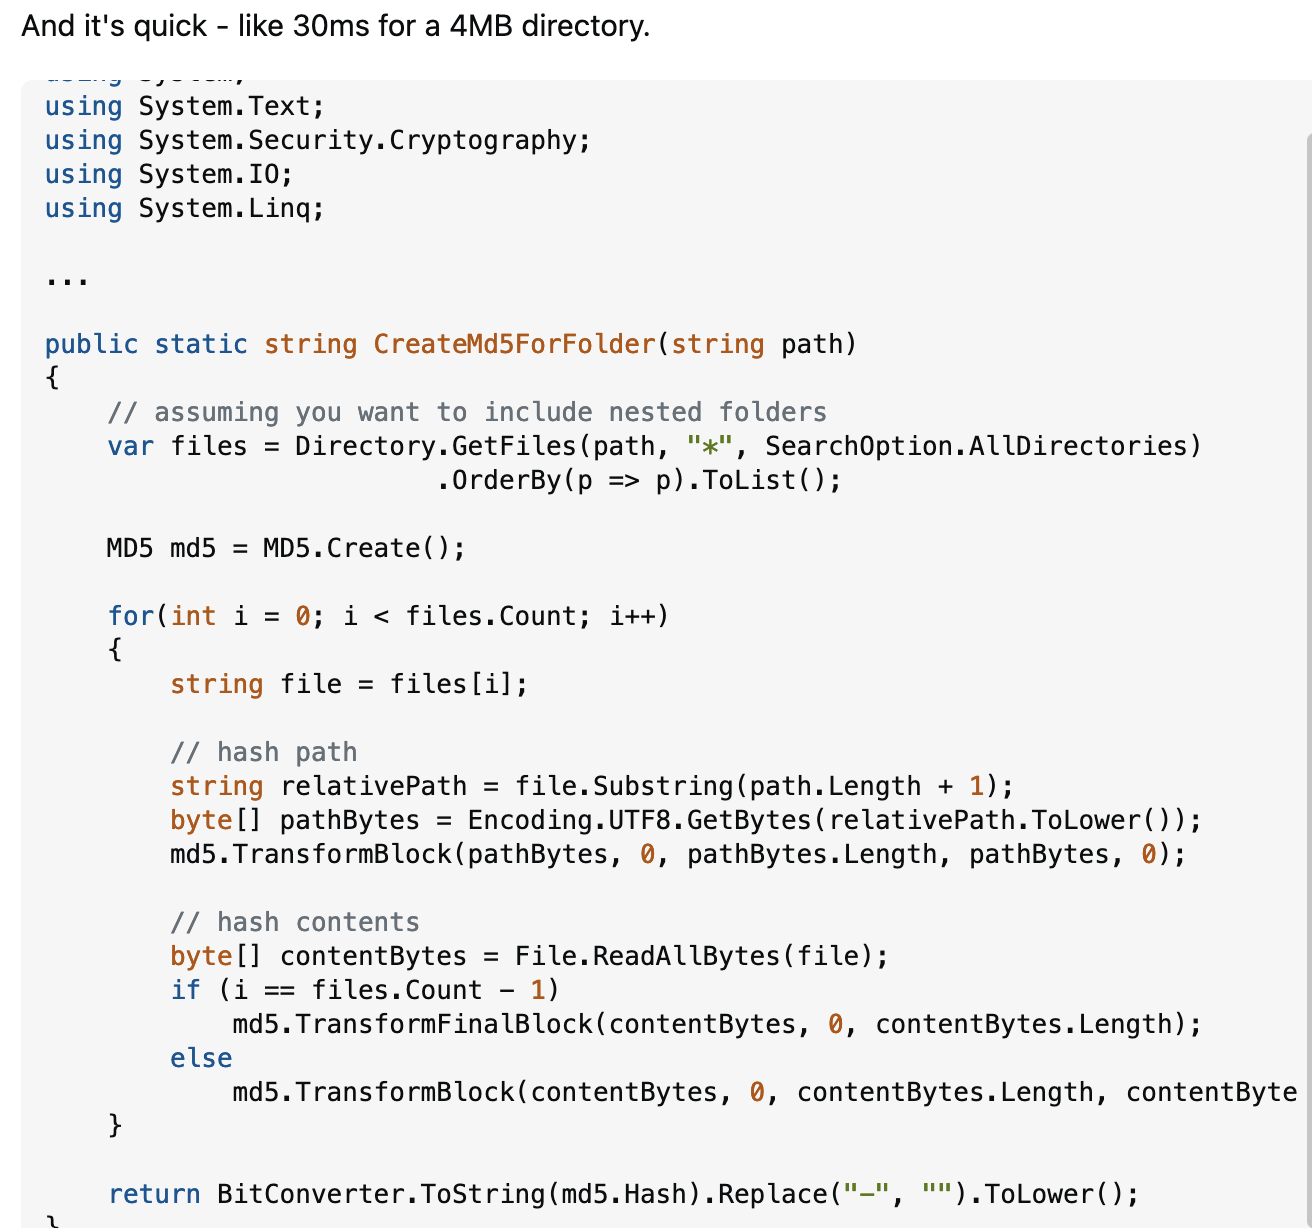 And it's quick - like 30ms for a 4MB directory.
using System;
using System.Text;
using System.Security.Cryptography;
using System.IO;
using System.Linq;
...
public static string CreateMd5ForFolder(string path)
{
    // assuming you want to include nested folders
    var files = Directory.GetFiles(path, "*", SearchOption.AllDirectories)
                         .OrderBy(p => p).ToList();
    MD5 md5 = MD5.Create();
    for(int i = 0; i < files.Count; i++)
    {
        string file = files[i];
        // hash path
        string relativePath = file.Substring(path.Length + 1);
        byte[] pathBytes = Encoding.UTF8.GetBytes(relativePath.ToLower());
        md5.TransformBlock(pathBytes, 0, pathBytes.Length, pathBytes, 0);
        // hash contents
        byte[] contentBytes = File.ReadAllBytes(file);
        if (i == files.Count - 1)
            md5.TransformFinalBlock(contentBytes, 0, contentBytes.Length);
        else
            md5.TransformBlock(contentBytes, 0, contentBytes.Length, contentByte
    }
    return BitConverter.ToString(md5.Hash).Replace("-", "").ToLower();
}